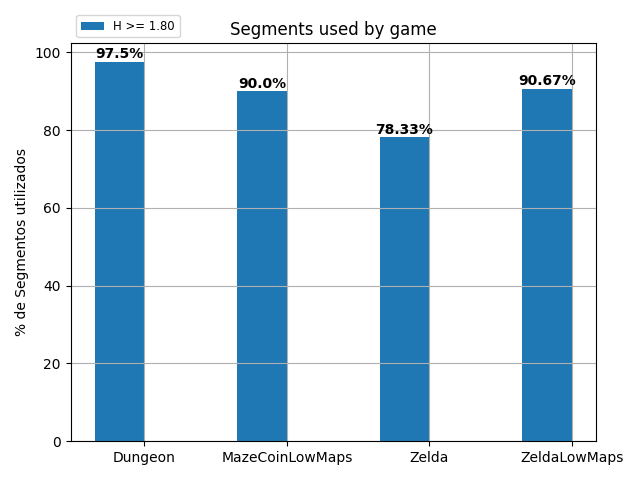 H >= 1.80
Segments used by game
% de Segmentos utilizados
100
80
60
40
20
0
97.5%
90.0%
78.33%
90.67%
Dungeon
MazeCoinLowMaps
Zelda
ZeldaLowMaps